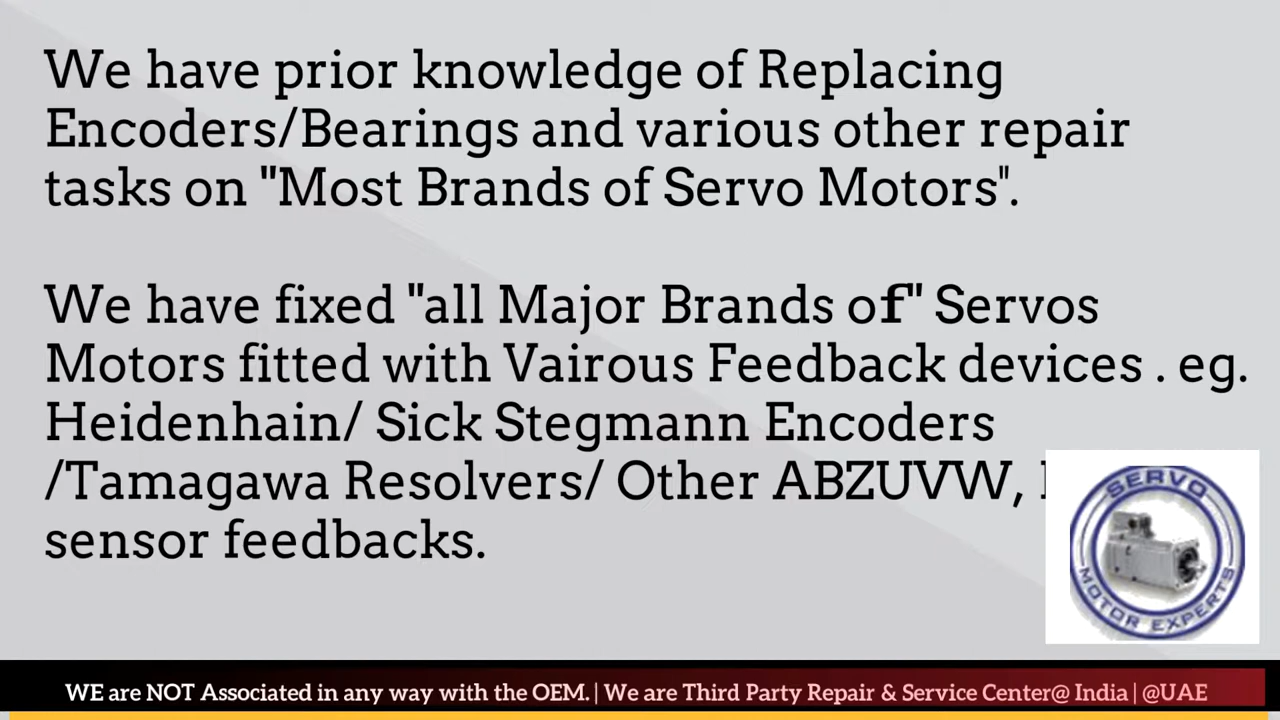 We have prior knowledge of Replacing
Encoders/Bearings and various other repair
tasks on "Most Brands of Servo Motors".
We have fixed "all Major Brands of" Servos
Motors fitted with Vairous Feedback devices . eg.
Heidenhain/ Sick Stegmann Encoders
/Tamagawa Resolvers/ Other ABZUVW,
sensor feedbacks.
SERVO
MOTOR EXPERTS
WE are NOT Associated in any way with the OEM. | We are Third Party Repair & Service Center@ India | @UAE